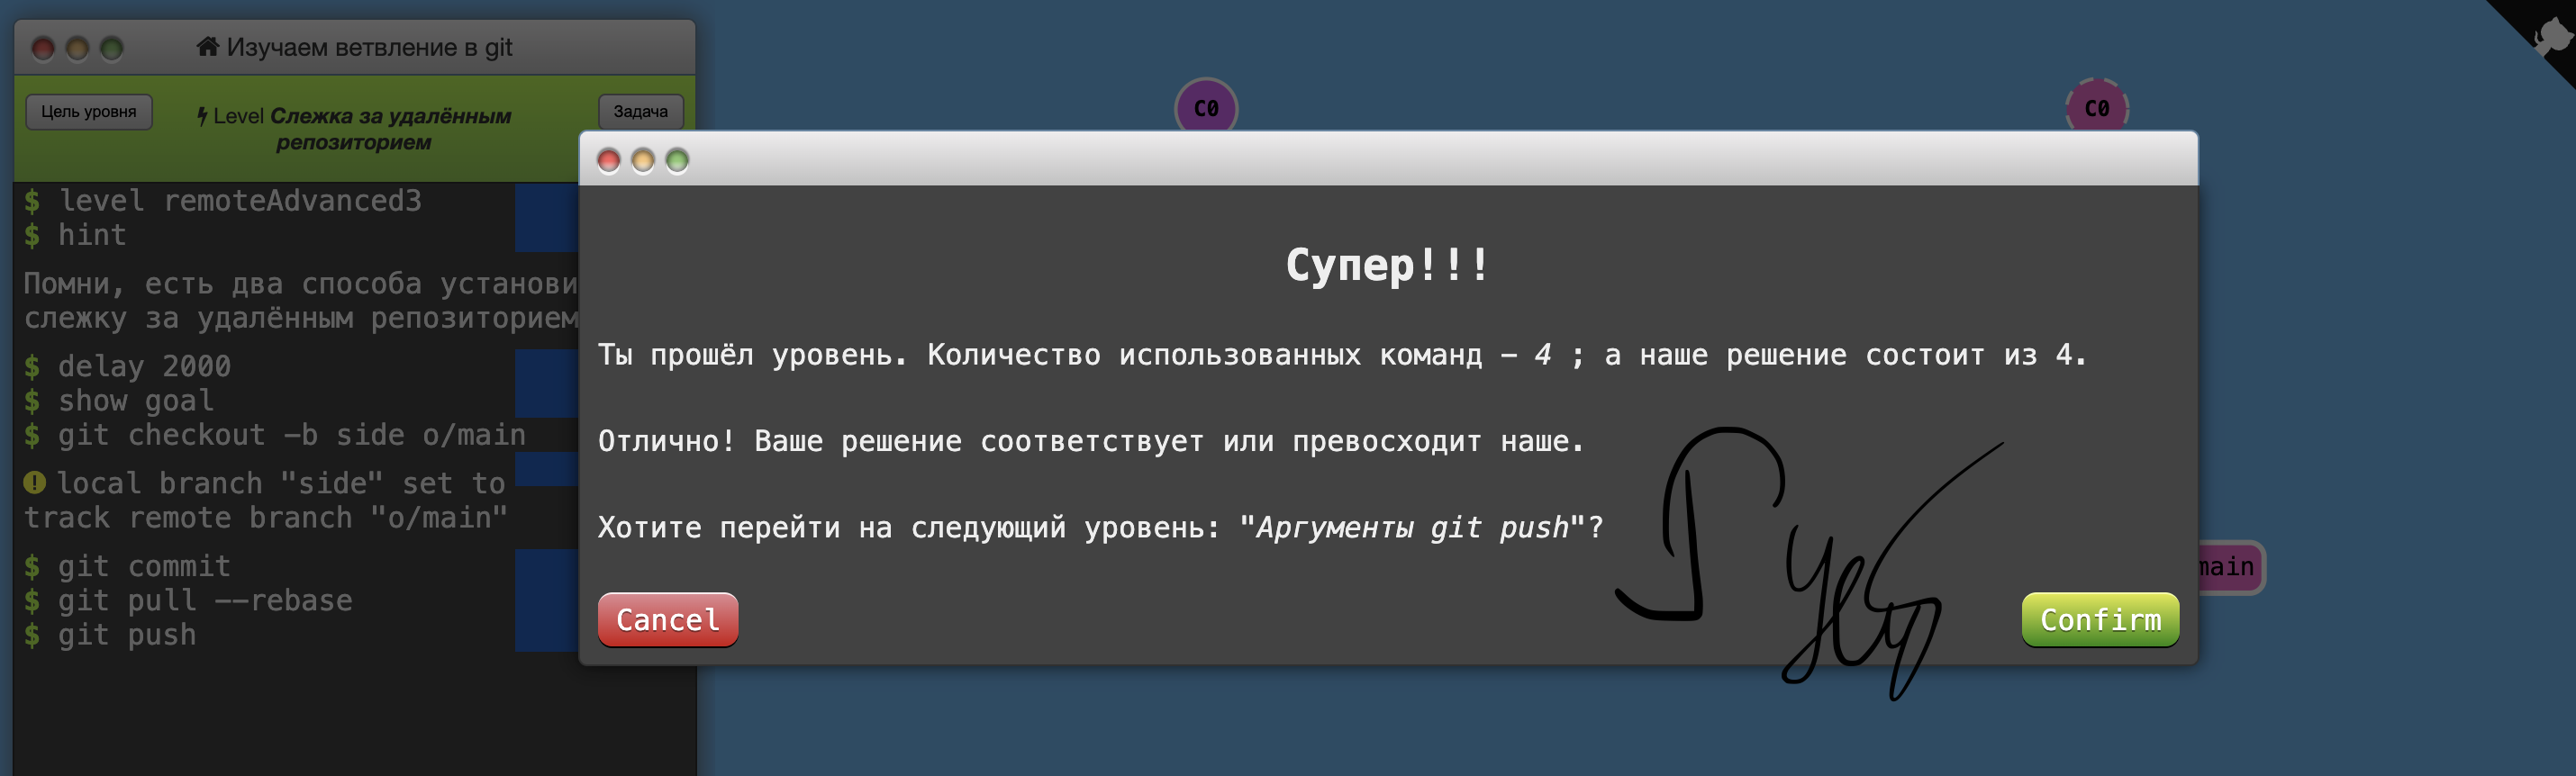 Изучаем ветвление в git
Цель уровня
Level Слежка за удалённым
репозиторием
Задача
$ level remoteAdvanced3
$ hint
Помни, есть два способа установи
слежку за удалённым репозиторием
$ delay 2000
$ show goal
$ git checkout -b side o/main
local branch "side" set to
track remote branch "o/main"
$ git commit
$ git pull --rebase
$ git push
C0
C0
Супер!!!
Ты прошёл уровень. Количество использованных команд – 4 ; а наше решение состоит из 4.
Отлично! Ваше решение соответствует или превосходит наше.
Хотите перейти на следующий уровень: "Аргументы git push"?
Cancel
Confirm
main